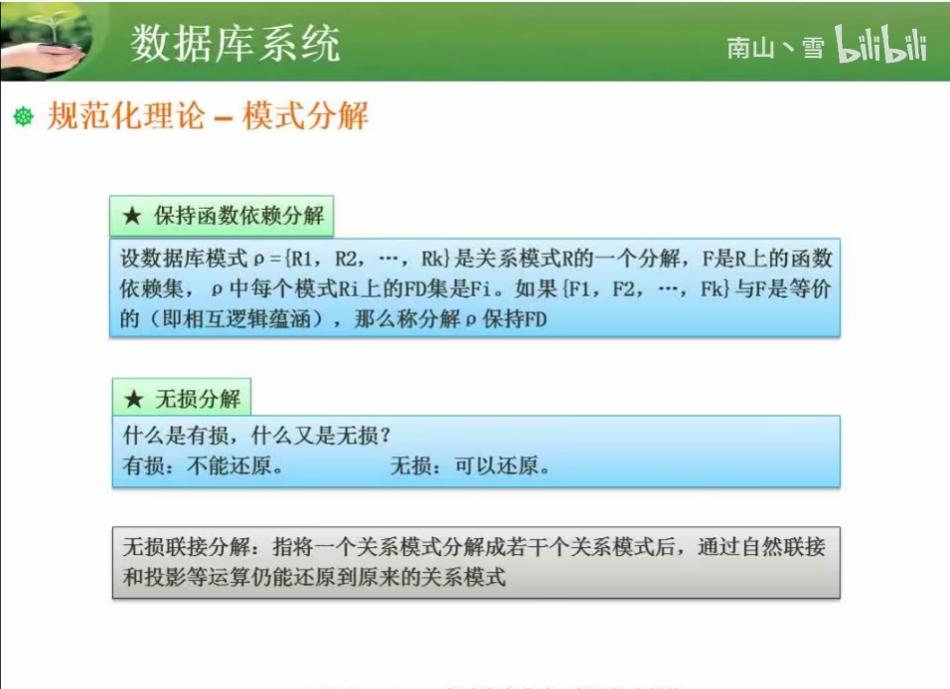 数据库系统
南山丶雪 bilibili
规范化理论 – 模式分解
★ 保持函数依赖分解
设数据库模式ρ={R1，R2，…，Rk}是关系模式R的一个分解，F是R上的函数
依赖集，ρ中每个模式Ri上的FD集是Fi。如果{F1，F2，…，Fk}与F是等价
的（即相互逻辑蕴涵），那么称分解ρ保持FD
★ 无损分解
什么是有损，什么又是无损？
有损：不能还原。 无损：可以还原。
无损联接分解：指将一个关系模式分解成若干个关系模式后，通过自然联接
和投影等运算仍能还原到原来的关系模式